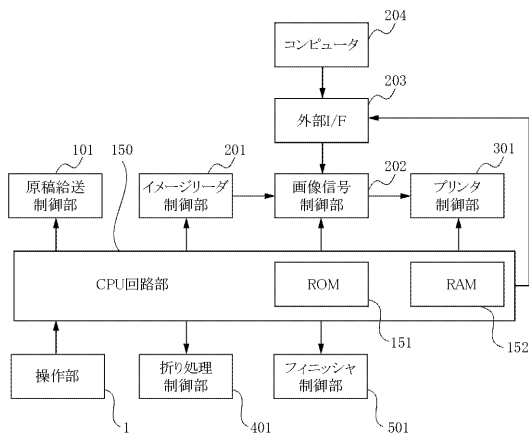 204
コンピュータ
203
外部I/F
101
150
201
202
301
原稿給送
制御部
イメージリーダ
制御部
画像信号
制御部
プリンタ
制御部
CPU回路部
ROM
RAM
151
152
操作部
折り処理
制御部
フィニッシャ
制御部
1
401
501